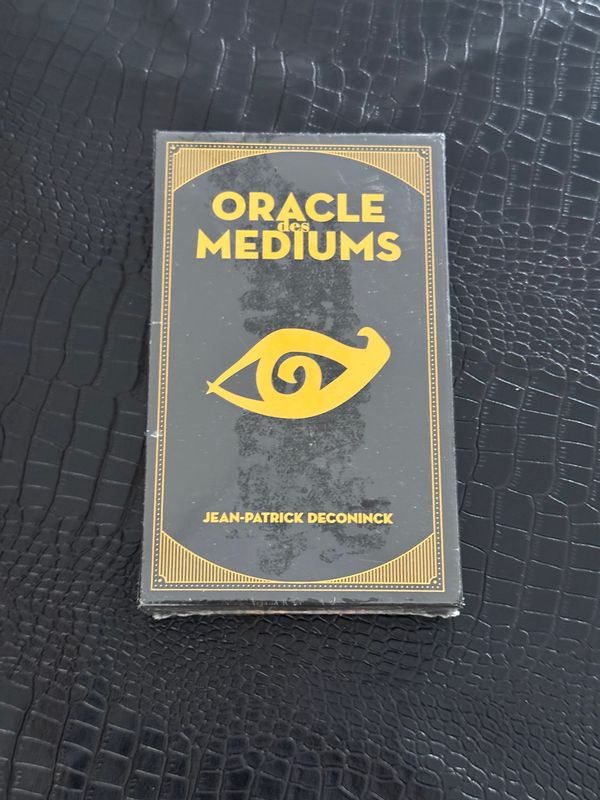 ORACLE
des
MEDIUMS
JEAN-PATRICK DECONINCK